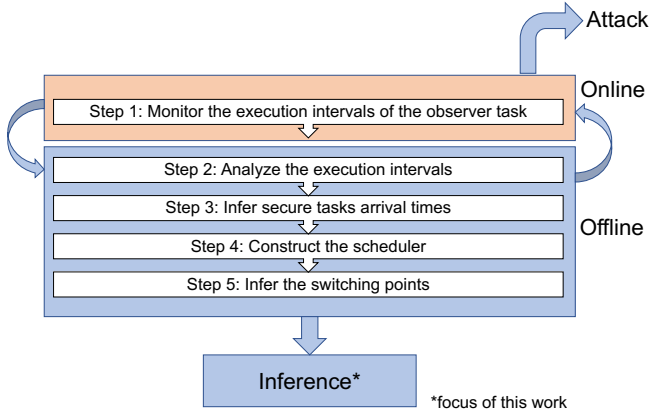 Attack
Online
Step 1: Monitor the execution intervals of the observer task
Step 2: Analyze the execution intervals
Step 3: Infer secure tasks arrival times
Offline
Step 4: Construct the scheduler
Step 5: Infer the switching points
Inference*
*focus of this work